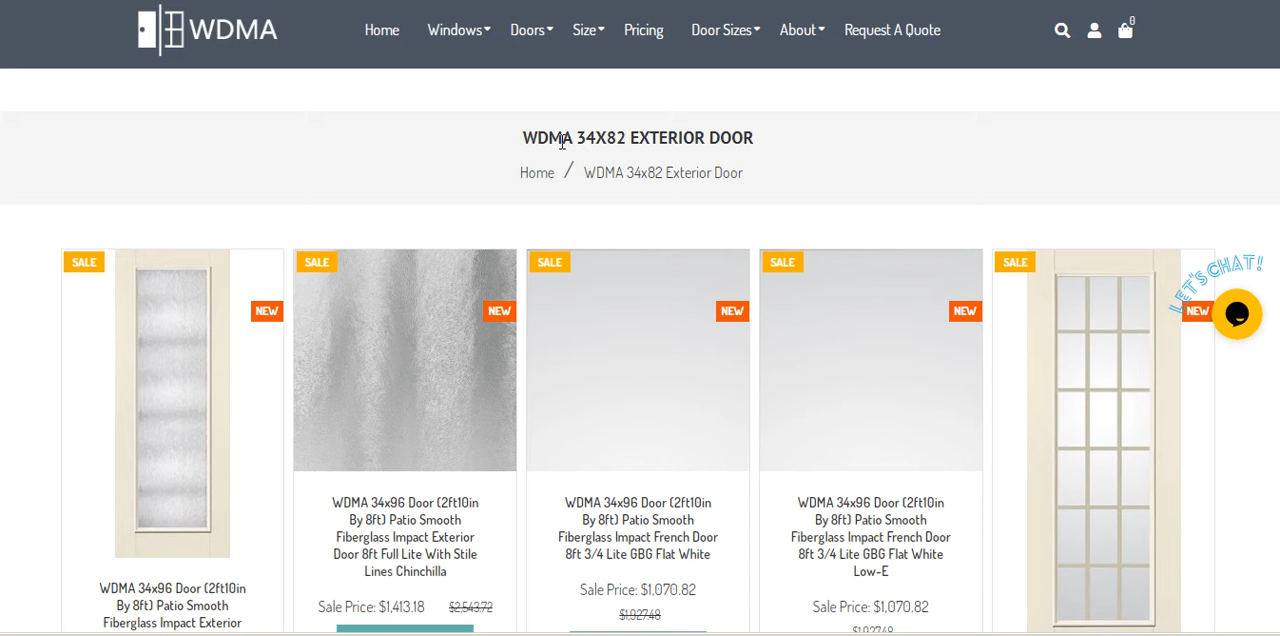 WDMA
Home Windows Doors Size Pricing Door Sizes About Request A Quote
0
WDMA 34X82 EXTERIOR DOOR
Home / WDMA 34x82 Exterior Door
LET'S CHAT!
SALE
NEW
WDMA 34x96 Door (2ft10in
By 8ft) Patio Smooth
Fiberglass Impact Exterior
SALE
NEW
WDMA 34x96 Door (2ft10in
By 8ft) Patio Smooth
Fiberglass Impact Exterior
Door 8ft Full Lite With Stile
Lines Chinchilla
Sale Price: $1,413.18 $2,543.72
SALE
NEW
WDMA 34x96 Door (2ft10in
By 8ft) Patio Smooth
Fiberglass Impact French Door
8ft 3/4 Lite GBG Flat White
Sale Price: $1,070.82
$1,927.48
SALE
NEW
WDMA 34x96 Door (2ft10in
By 8ft) Patio Smooth
Fiberglass Impact French Door
8ft 3/4 Lite GBG Flat White
Low-E
Sale Price: $1,070.82
$1,927.48
SALE
NEW